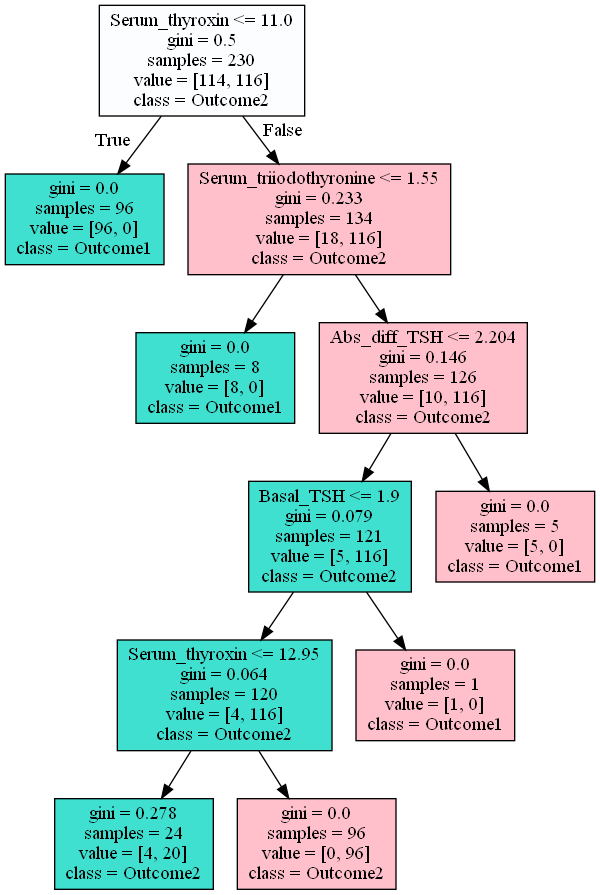 Serum_thyroxin <= 11.0
gini = 0.5
samples = 230
value = [114, 116]
class = Outcome2
True
False
gini = 0.0
samples = 96
value = [96, 0]
class = Outcome1
Serum_triiodothyronine <= 1.55
gini = 0.233
samples = 134
value = [18, 116]
class = Outcome2
gini = 0.0
samples = 8
value = [8, 0]
class = Outcome1
Abs_diff_TSH <= 2.204
gini = 0.146
samples = 126
value = [10, 116]
class = Outcome2
Basal_TSH <= 1.9
gini = 0.079
samples = 121
value = [5, 116]
class = Outcome2
gini = 0.0
samples = 5
value = [5, 0]
class = Outcome1
Serum_thyroxin <= 12.95
gini = 0.064
samples = 120
value = [4, 116]
class = Outcome2
gini = 0.0
samples = 1
value = [1, 0]
class = Outcome1
gini = 0.278
samples = 24
value = [4, 20]
class = Outcome2
gini = 0.0
samples = 96
value = [0, 96]
class = Outcome2